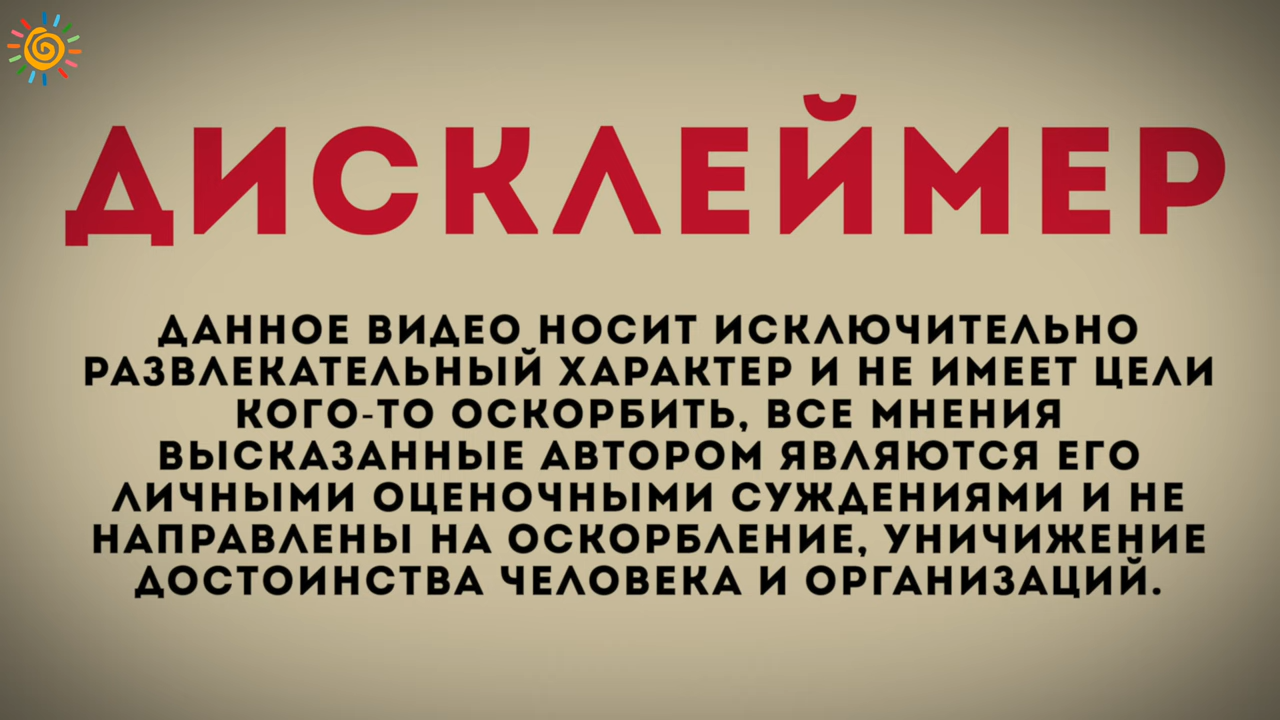 ДИСКЛЕЙМЕР
ДАННОЕ ВИДЕО НОСИТ ИСКЛЮЧИТЕЛЬНО
РАЗВЛЕКАТЕЛЬНЫЙ ХАРАКТЕР И НЕ ИМЕЕТ ЦЕЛИ
КОГО-ТО ОСКОРБИТЬ, ВСЕ МНЕНИЯ
ВЫСКАЗАННЫЕ АВТОРОМ ЯВЛЯЮТСЯ ЕГО
ЛИЧНЫМИ ОЦЕНОЧНЫМИ СУЖДЕНИЯМИ И НЕ
НАПРАВЛЕНЫ НА ОСКОРБЛЕНИЕ, УНИЧИЖЕНИЕ
ДОСТОИНСТВА ЧЕЛОВЕКА И ОРГАНИЗАЦИЙ.